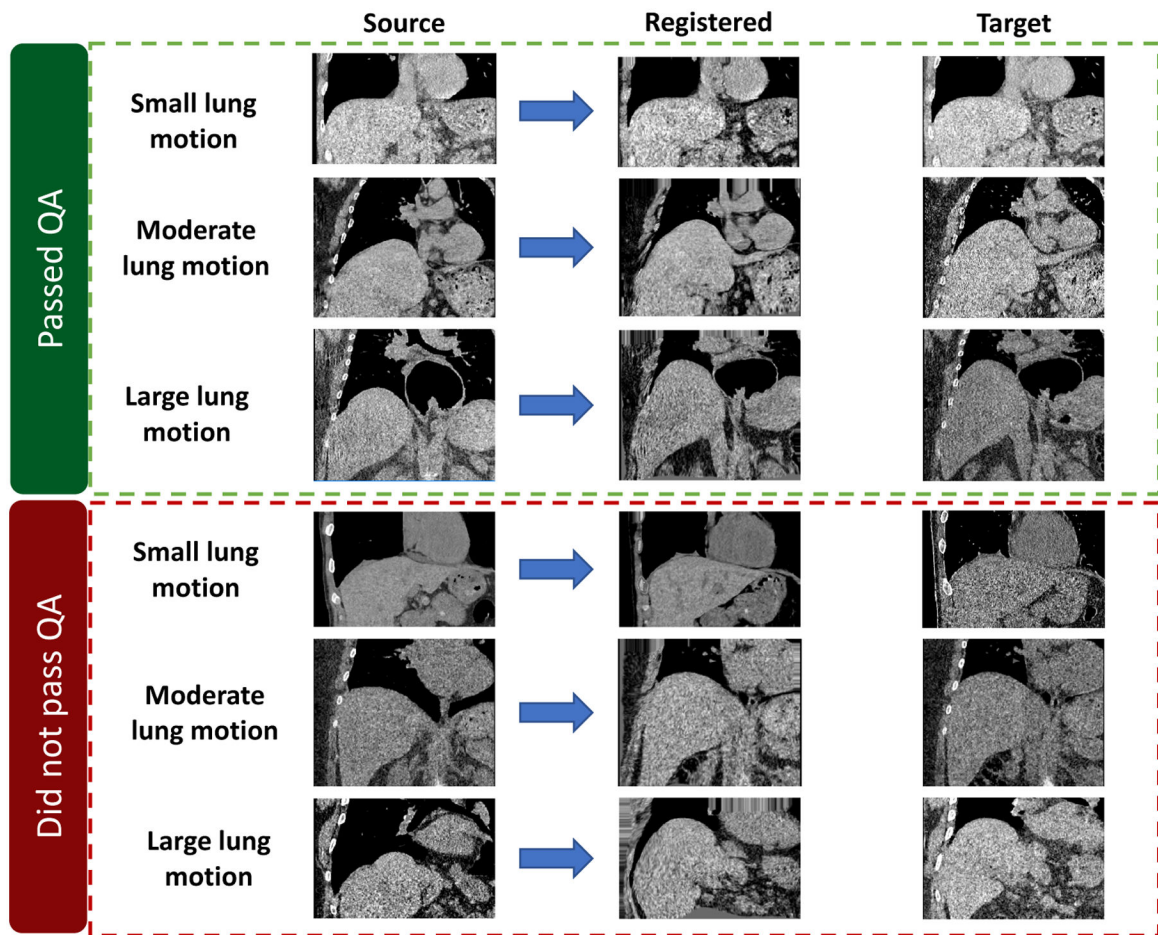 Source Registered Target
Passed QA
Small lung
motion
Moderate
lung motion
Large lung
motion
Did not pass QA
Small lung
motion
Moderate
lung motion
Large lung
motion